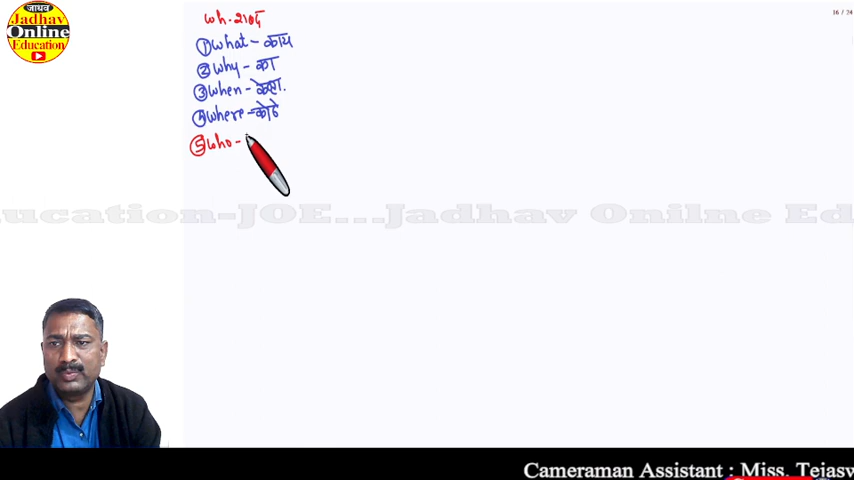 जाधव
Jadhav
Online
Education
wh. शब्द
① what - काय
② why - का
③ when - केव्हा.
④ where - कोठे
⑤ who -
16 / 24
ucation-JOE...Jadhav Onilne Ed
Cameraman Assistant : Miss. Tejasw